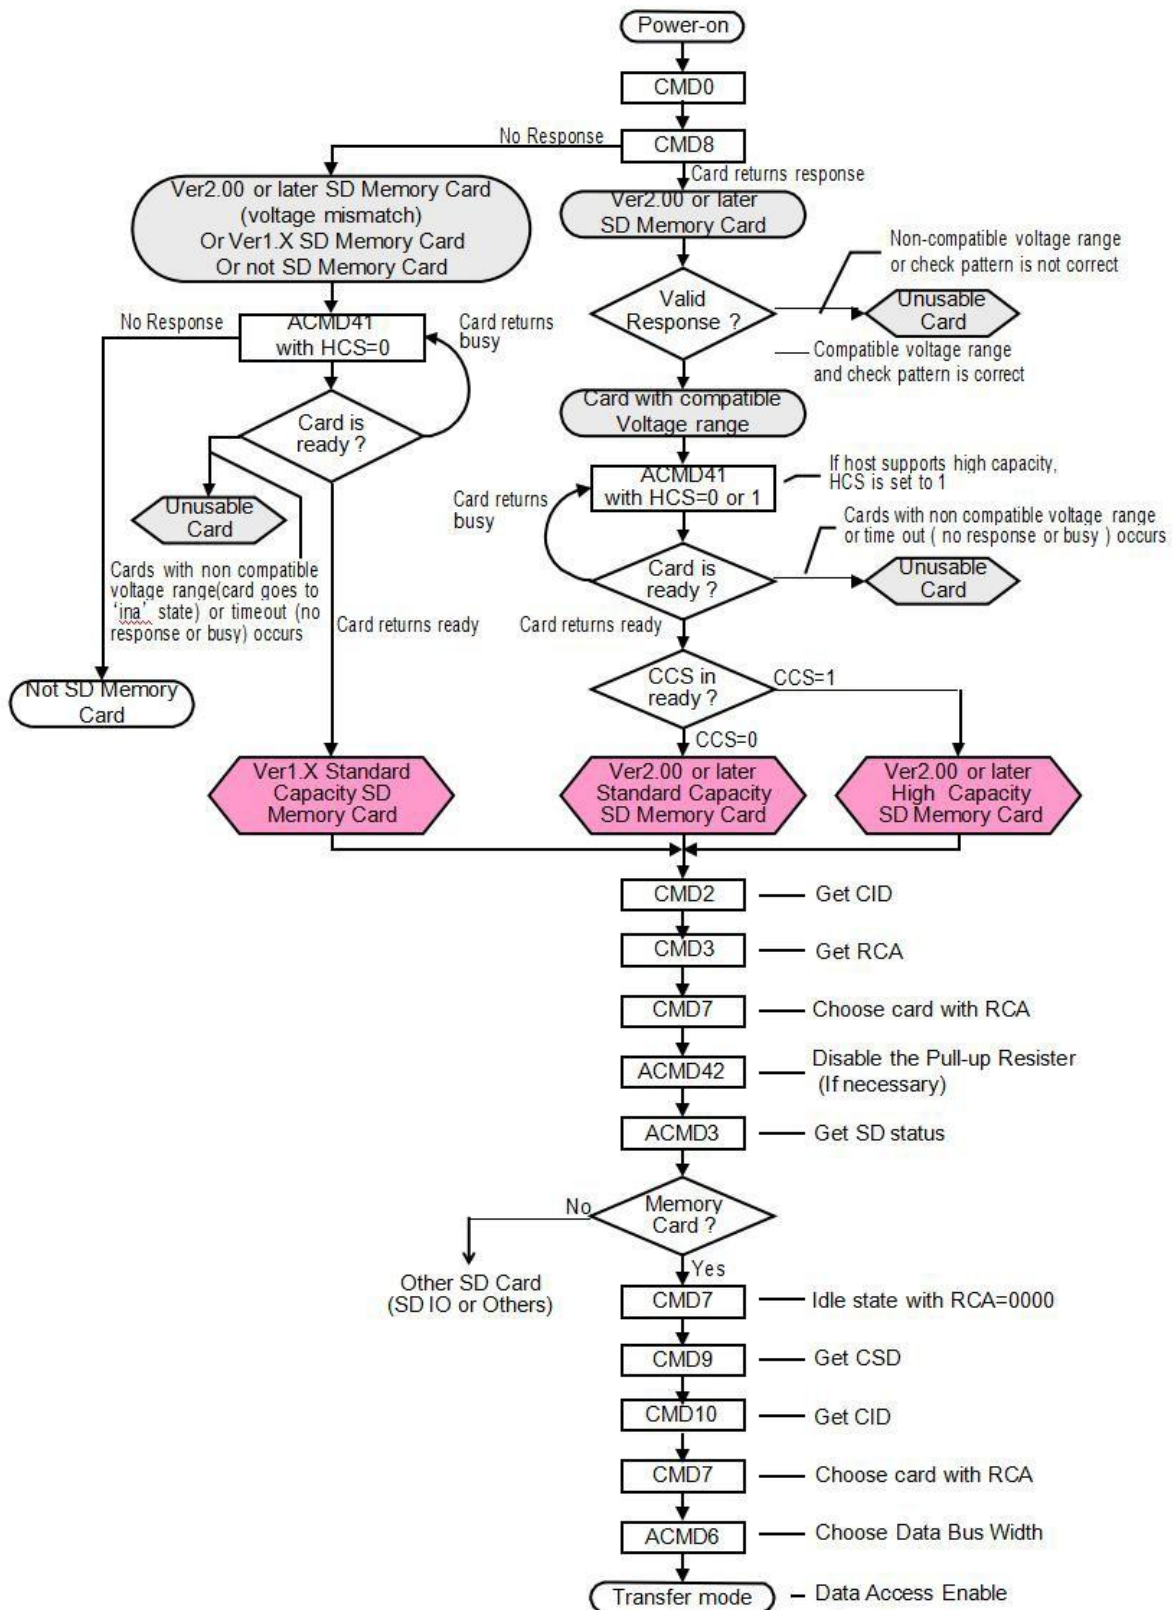 Power-on
CMD0
No Response
CMD8
Card returns response
Ver2.00 or later SD Memory Card
(voltage mismatch)
Or Ver1.X SD Memory Card
Or not SD Memory Card
Ver2.00 or later
SD Memory Card
Non-compatible voltage range
or check pattern is not correct
Valid
Response ?
Unusable
Card
No Response
ACMD41
with HCS=0
Card returns
busy
Compatible voltage range
and check pattern is correct
Card is
ready ?
Card with compatible
Voltage range
If host supports high capacity,
HCS is set to 1
ACMD41
with HCS=0 or 1
Card returns
busy
Unusable
Card
Cards with non compatible voltage range
or time out ( no response or busy ) occurs
Card is
ready ?
Unusable
Card
Cards with non compatible
voltage range(card goes to
‘ina’ state) or timeout (no
response or busy) occurs
Card returns ready
Card returns ready
CCS in
ready ?
CCS=1
Not SD Memory
Card
CCS=0
Ver1.X Standard
Capacity SD
Memory Card
Ver2.00 or later
Standard Capacity
SD Memory Card
Ver2.00 or later
High Capacity
SD Memory Card
CMD2
Get CID
CMD3
Get RCA
CMD7
Choose card with RCA
ACMD42
Disable the Pull-up Resister
(If necessary)
ACMD3
Get SD status
No
Memory
Card ?
Yes
Other SD Card
(SD IO or Others)
CMD7
Idle state with RCA=0000
CMD9
Get CSD
CMD10
Get CID
CMD7
Choose card with RCA
ACMD6
Choose Data Bus Width
Transfer mode
Data Access Enable